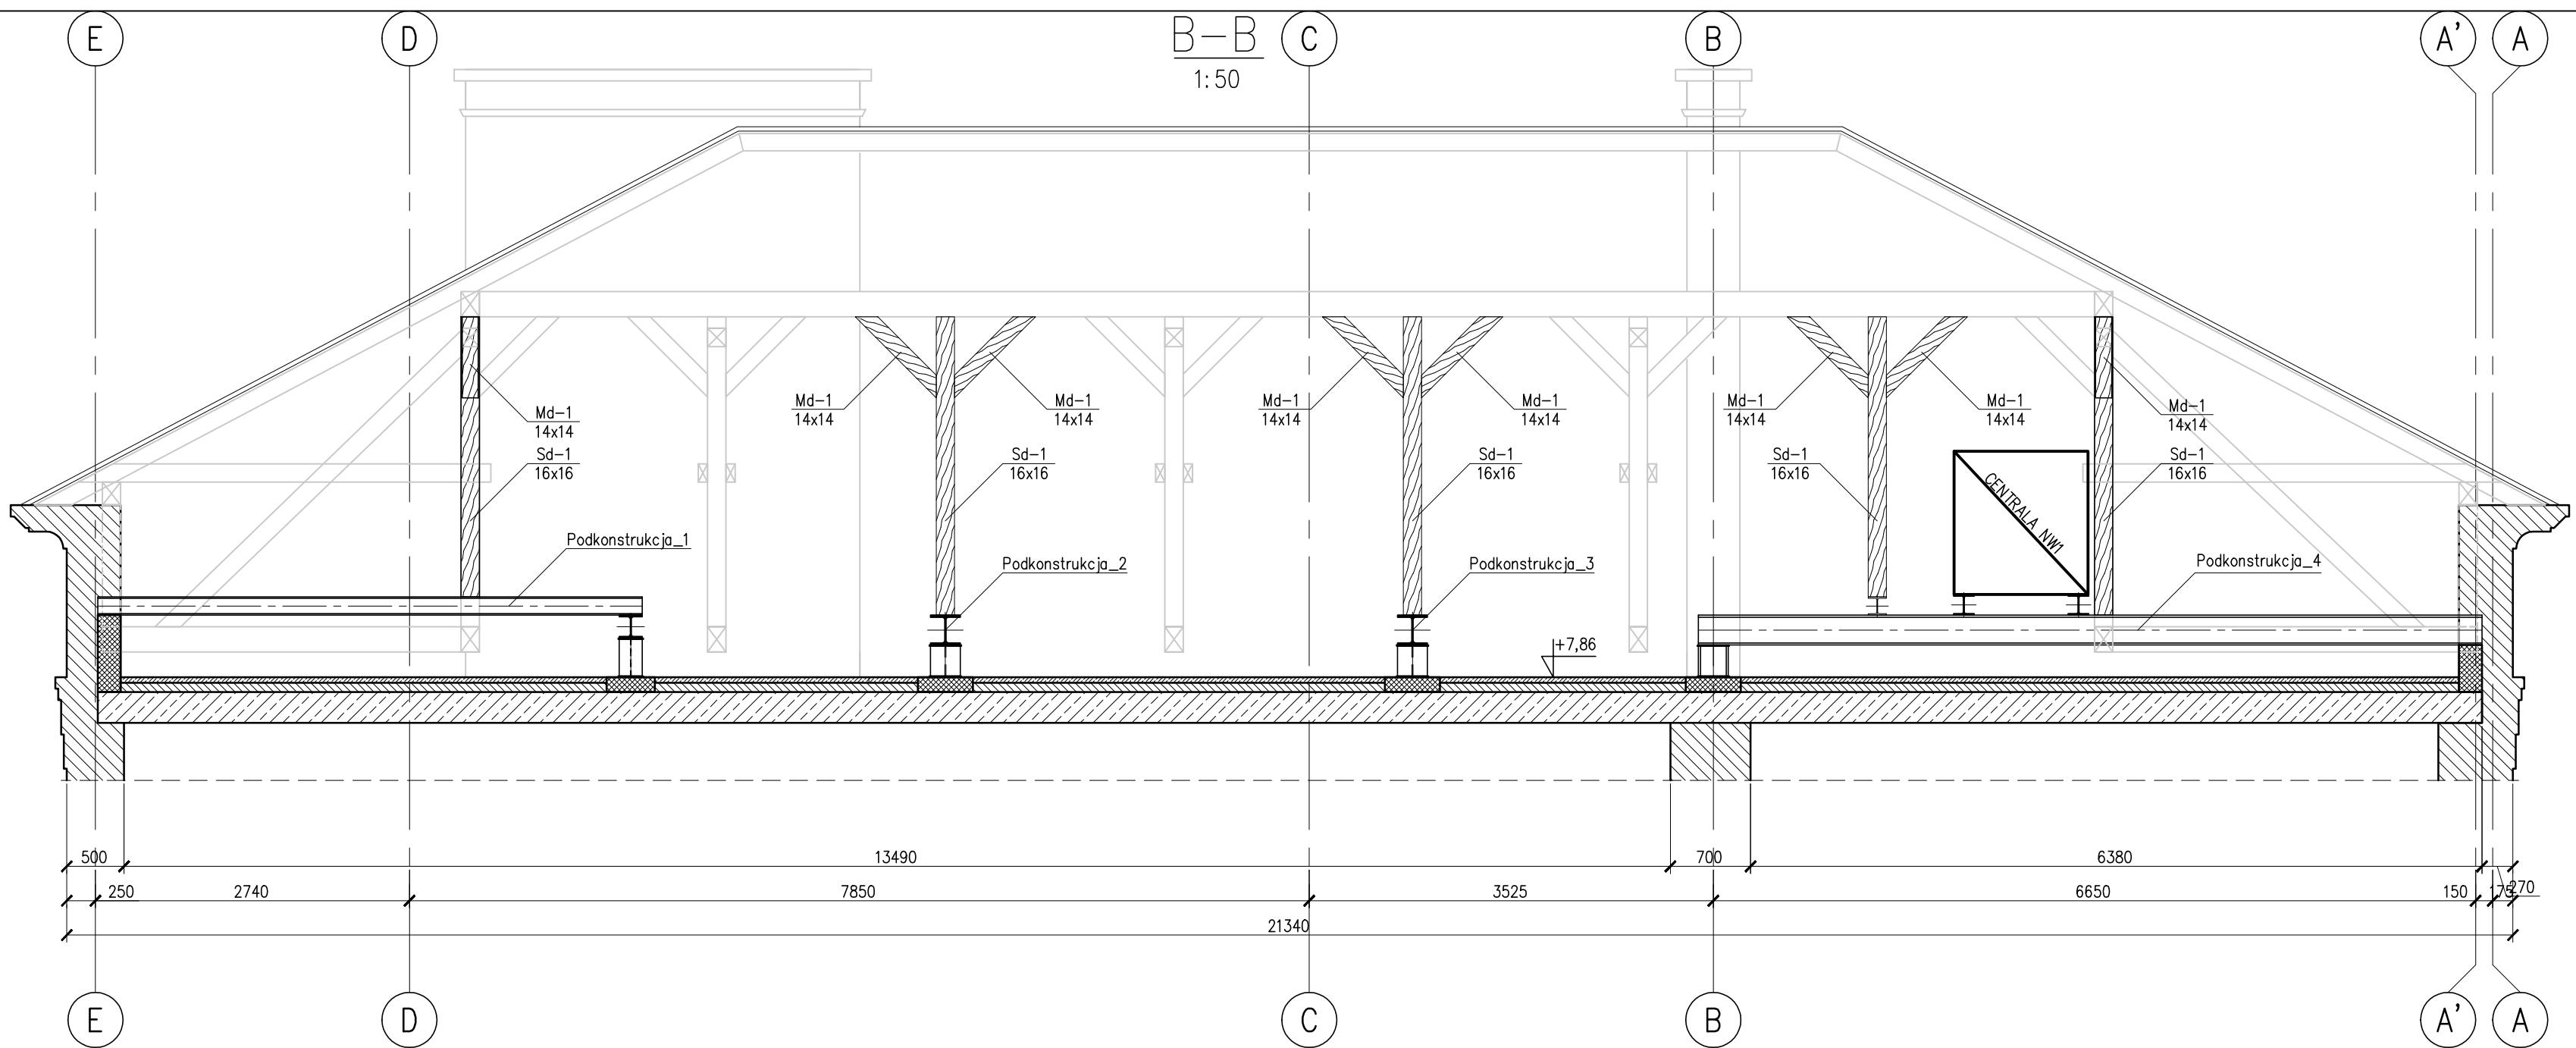 E
D
B-B
C
B
A'
A
1:50
Md-1
14x14
Md-1
14x14
Md-1
14x14
Md-1
14x14
Md-1
14x14
Md-1
14x14
Md-1
14x14
Md-1
14x14
Sd-1
16x16
Sd-1
16x16
Sd-1
16x16
Sd-1
16x16
Sd-1
16x16
CENTRALA NW1
Podkonstrukcja_1
Podkonstrukcja_2
Podkonstrukcja_3
Podkonstrukcja_4
+7,86
500
13490
700
6380
270
250
2740
7850
3525
6650
150
175
21340
E
D
C
B
A'
A